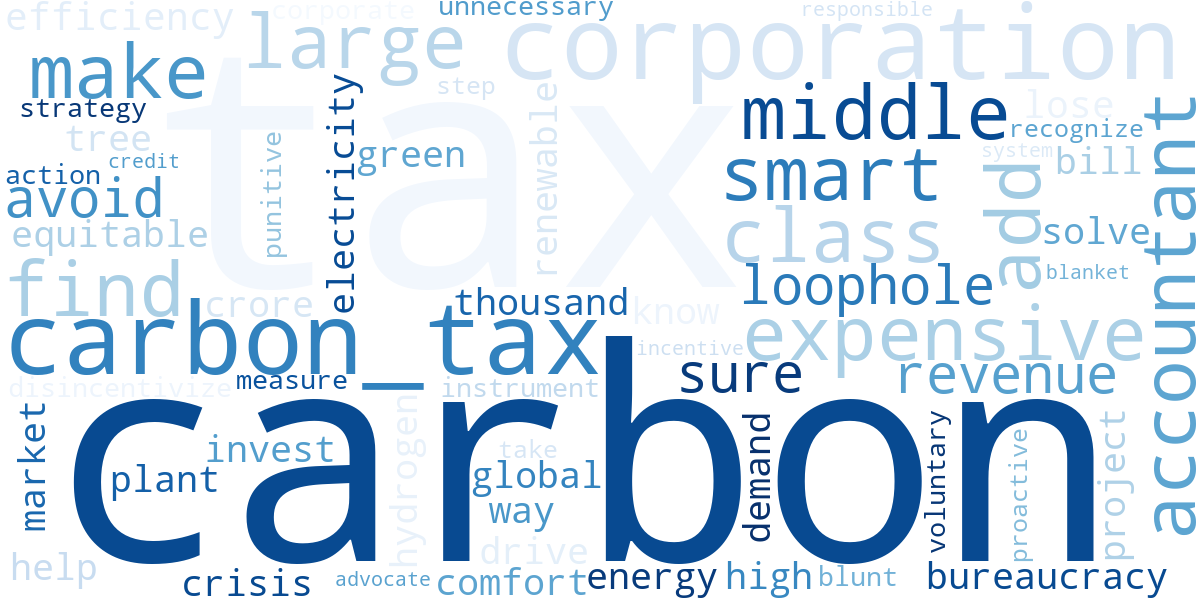 efficiency
corporate
unnecessary
responsible
large
corporation
make
tax
step
strategy
electricity
renewable
middle
lose
recognize
tree
credit
punitive
green
smart
system
bill
action
avoid
add
accountant
equitable
class
solve
find
crore
thousand
know
loophole
blanket
carbon_tax
incentive
expensive
disincentivize
measure
instrument
sure
revenue
carbon
market
invest
hydrogen
take
plant
global
way
demand
voluntary
proactive
project
drive
help
crisis
advocate
comfort
energy
high
blunt
bureaucracy